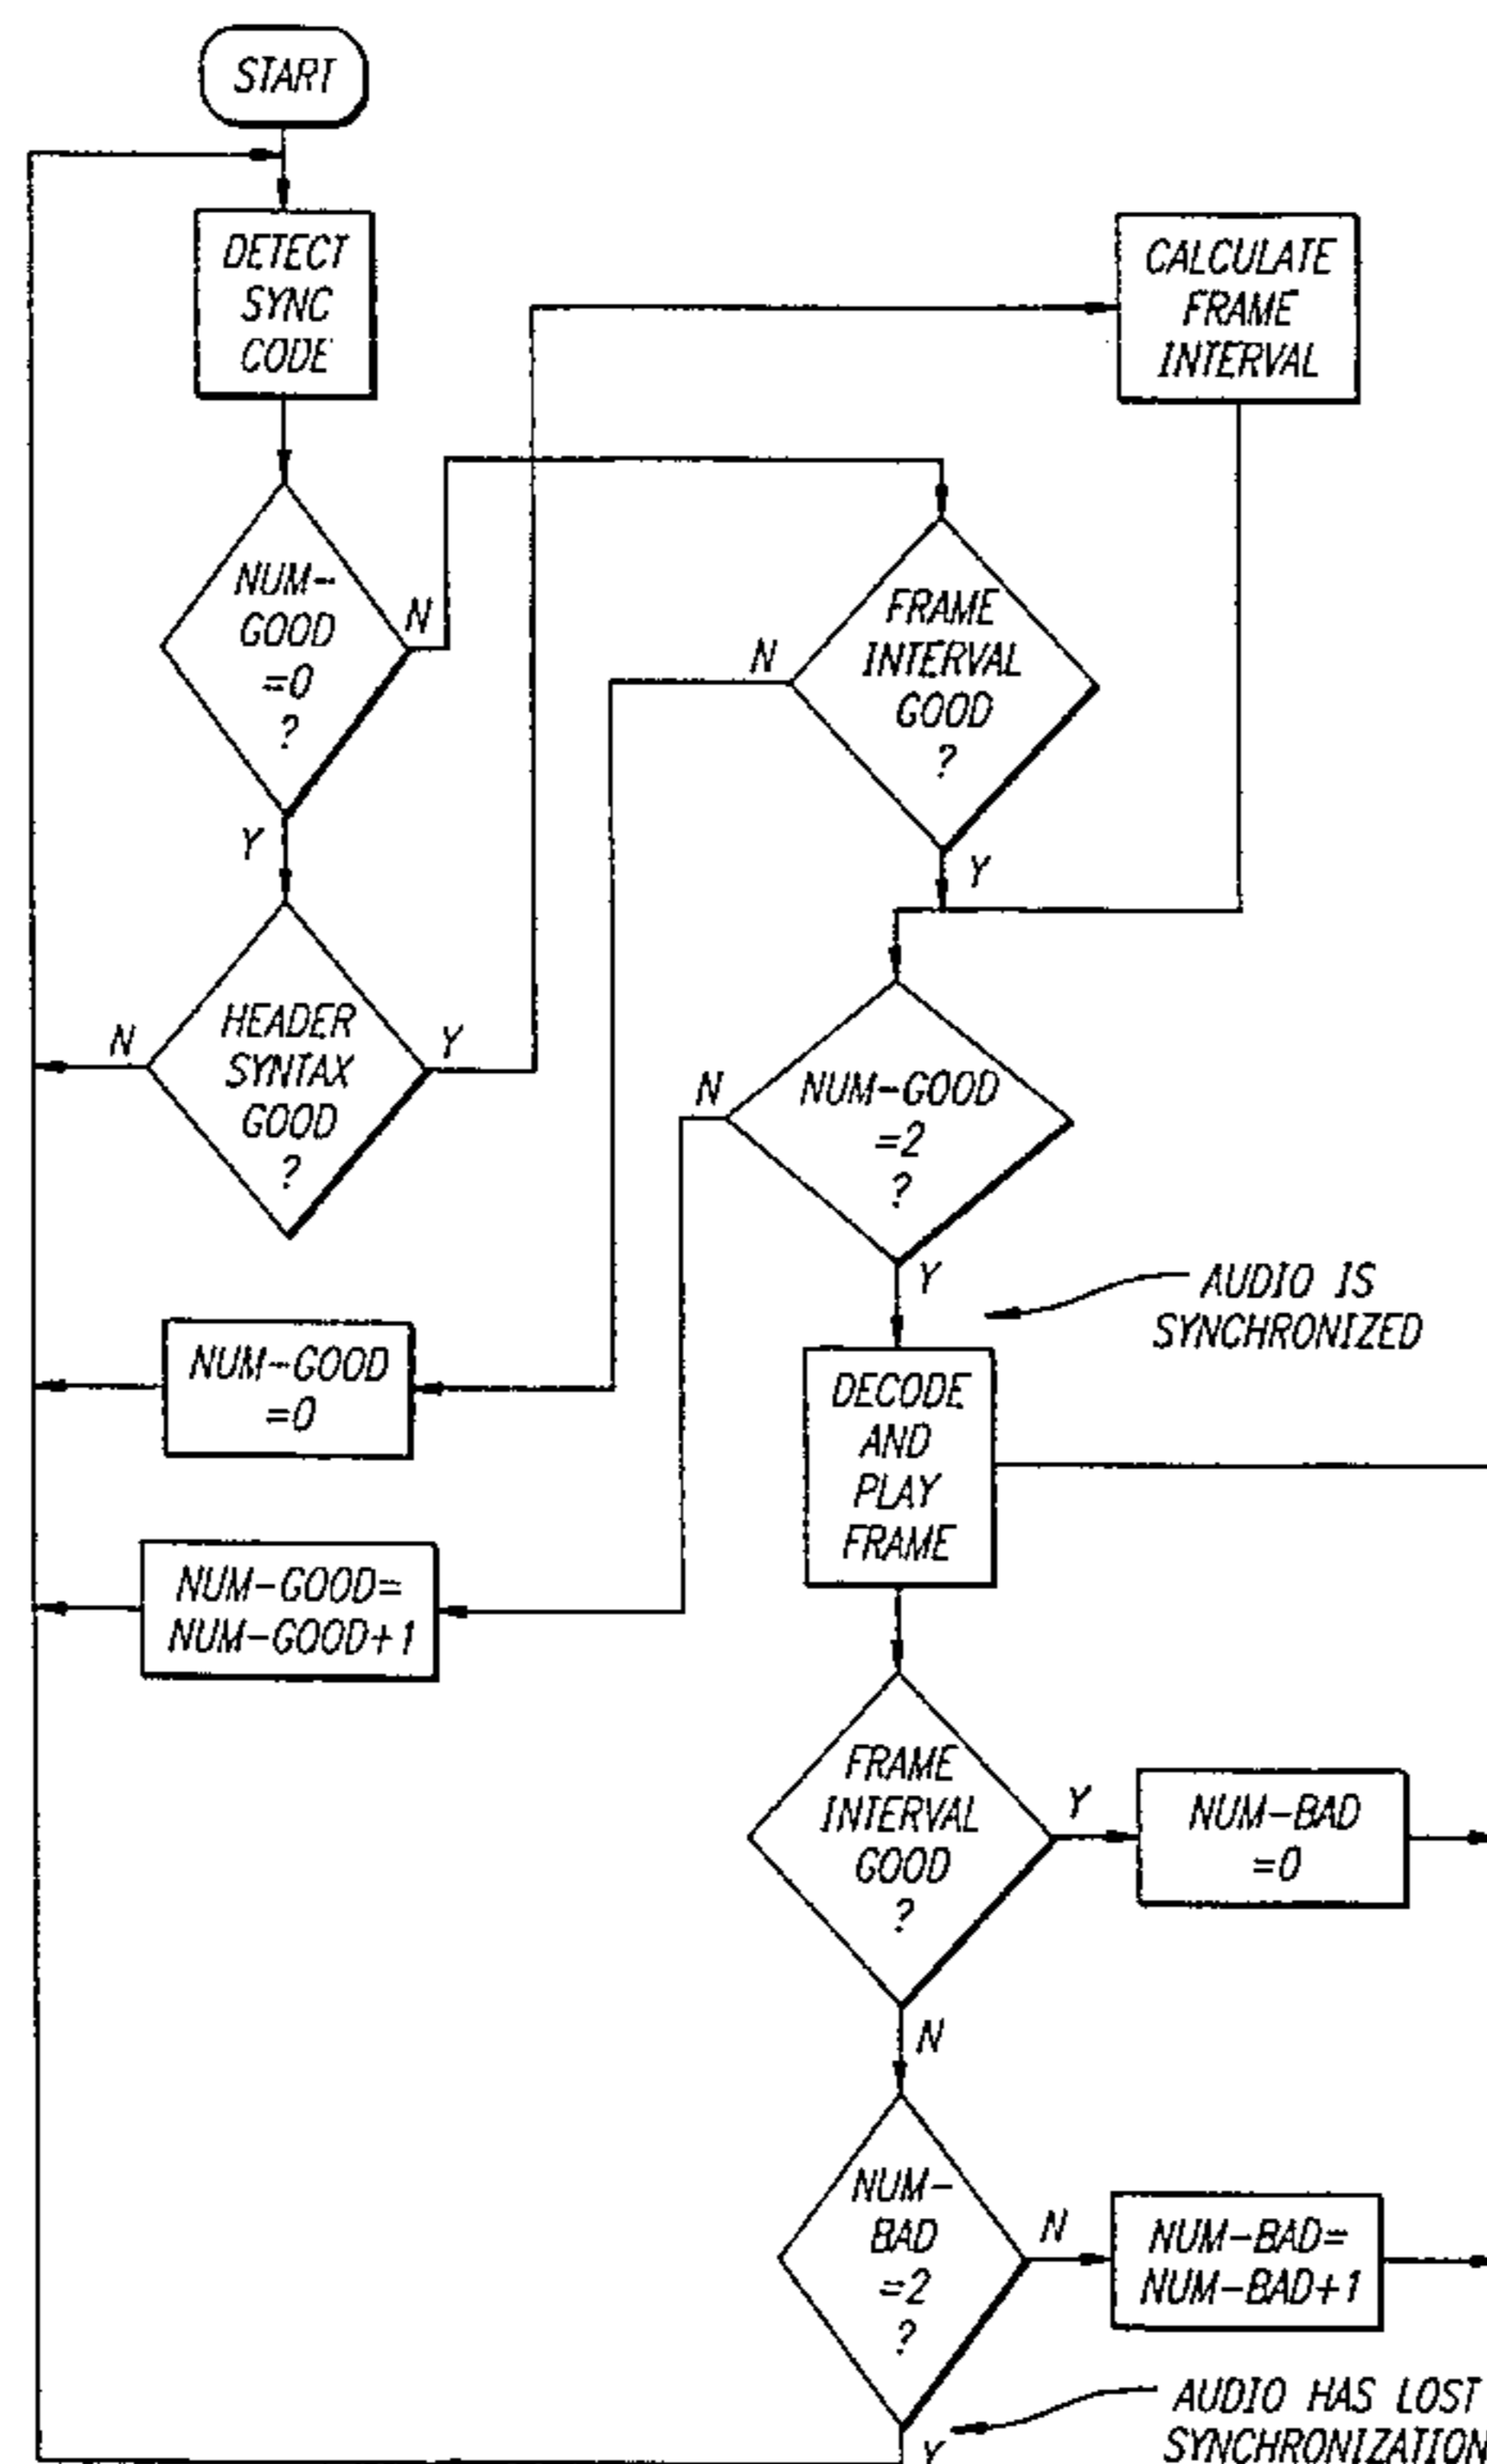 START
DETECT
SYNC
CODE
CALCULATE
FRAME
INTERVAL
NUM-
GOOD
=0
?
N
Y
FRAME
INTERVAL
GOOD
?
N
Y
HEADER
SYNTAX
GOOD
?
N
Y
NUM-GOOD
=2
?
N
Y
AUDIO IS
SYNCHRONIZED
NUM-GOOD
=0
DECODE
AND
PLAY
FRAME
NUM-GOOD=
NUM-GOOD+1
FRAME
INTERVAL
GOOD
?
Y
N
NUM-BAD
=0
NUM-
BAD
=2
?
N
Y
NUM-BAD=
NUM-BAD+1
AUDIO HAS LOST
SYNCHRONIZATION